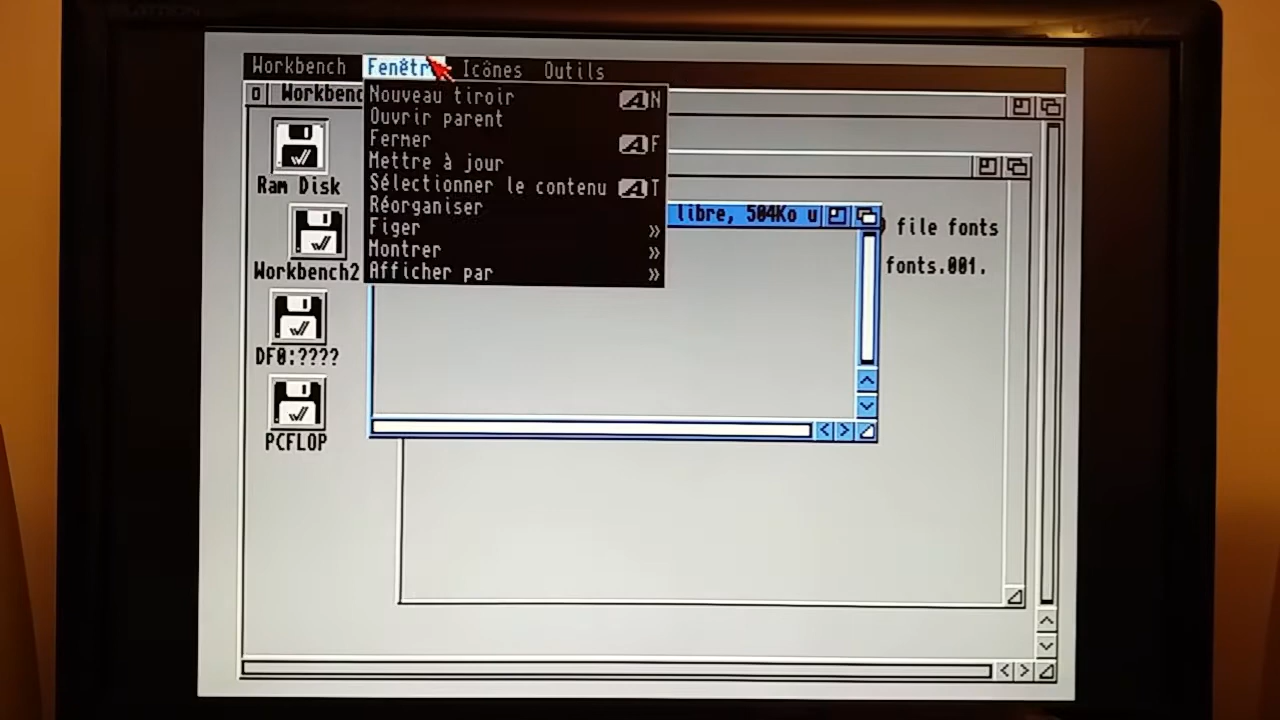 Workbench Fenêtr Icônes Outils
Workbenc
Nouveau tiroir N
Ouvrir parent
Fermer F
Mettre à jour
Sélectionner le contenu T
Réorganiser
Figer »
Montrer »
Afficher par »
libre, 504Ko u
file fonts
fonts.001.
Ram Disk
Workbench2
DF0:????
PCFLOP